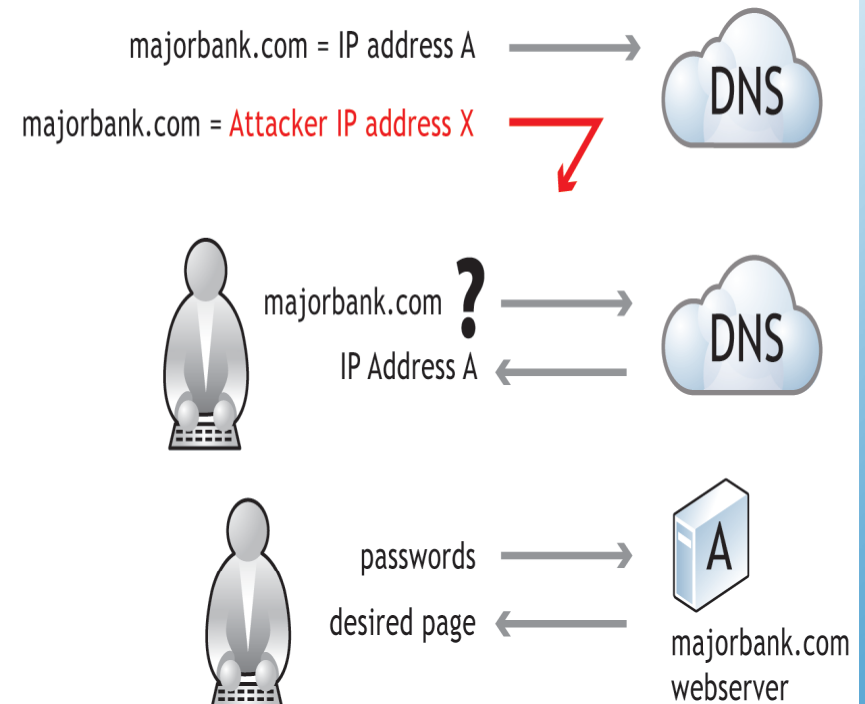 majorbank.com = IP address A
DNS
majorbank.com = Attacker IP address X
majorbank.com ?
DNS
IP Address A
A
passwords
desired page
majorbank.com
webserver